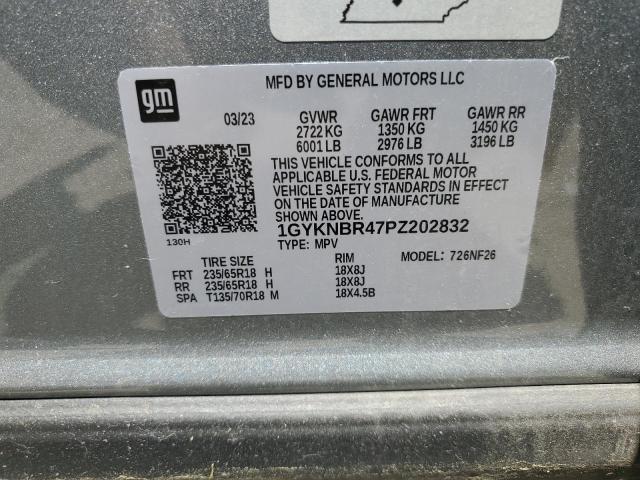 gm
MFD BY GENERAL MOTORS LLC
03/23 GVWR GAWR FRT GAWR RR
2722 KG 1350 KG 1450 KG
6001 LB 2976 LB 3196 LB
THIS VEHICLE CONFORMS TO ALL
APPLICABLE U.S. FEDERAL MOTOR
VEHICLE SAFETY STANDARDS IN EFFECT
ON THE DATE OF MANUFACTURE
SHOWN ABOVE.
1GYKNBR47PZ202832
130H
TYPE: MPV MODEL: 726NF26
TIRE SIZE RIM
FRT 235/65R18 H 18X8J
RR 235/65R18 H 18X8J
SPA T135/70R18 M 18X4.5B